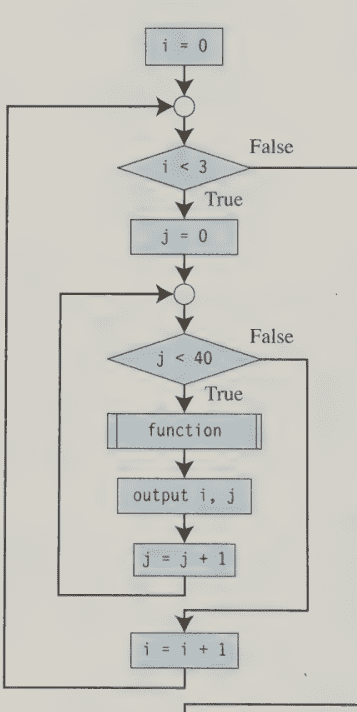 i = 0
i < 3
False
True
j = 0
j < 40
False
True
function
output i, j
j = j + 1
i = i + 1